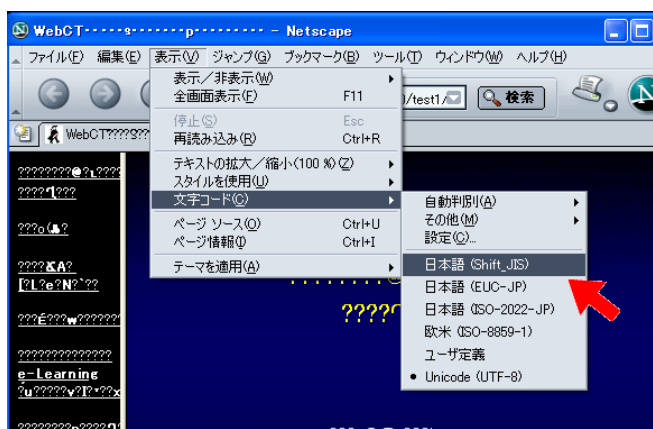 WebCT・・・・・s・・・・・・・p・・・・・・・・・ - Netscape
ファイル(F) 編集(E) 表示(V) ジャンプ(G) ブックマーク(B) ツール(T) ウィンドウ(W) ヘルプ(H)
表示／非表示(W)
全画面表示(F) F11
/test1/ 検索
停止(S) Esc
再読み込み(R) Ctrl+R
WebCT????
テキストの拡大／縮小(100 %)(Z)
スタイルを使用(U)
文字コード(C)
ページ ソース(O) Ctrl+U
ページ情報(I) Ctrl+I
テーマを適用(A)
自動判別(A)
その他(M)
設定(C)...
日本語 (Shift_JIS)
日本語 (EUC-JP)
日本語 (ISO-2022-JP)
欧米 (ISO-8859-1)
ユーザ定義
Unicode (UTF-8)
e-Learning